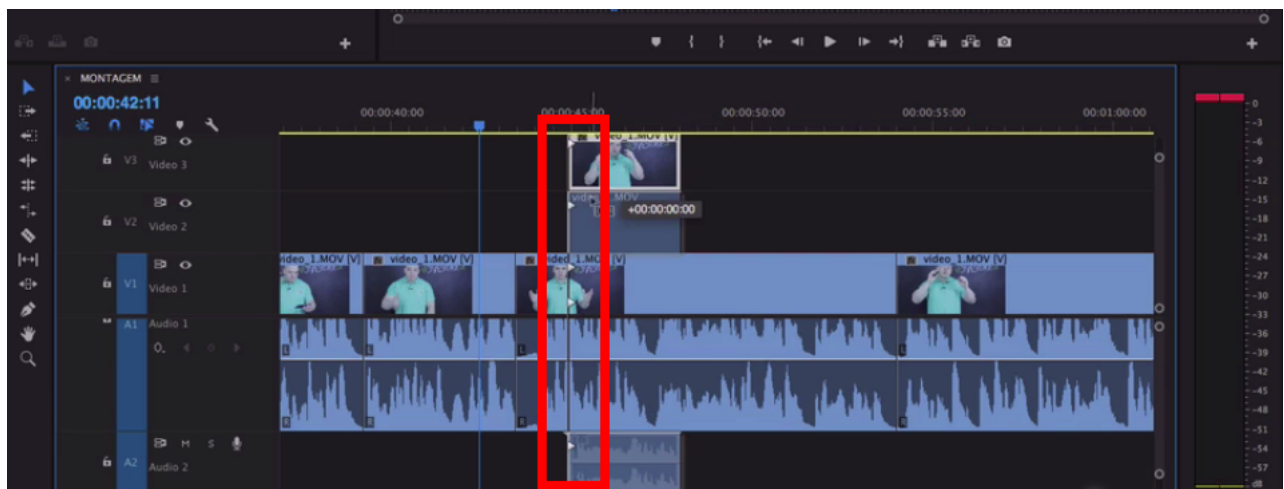 × MONTAGEM
00:00:42:11
00:00:40:00 00:00:45:00 00:00:50:00 00:00:55:00 00:01:00:00
V3 Video 3
video_1.MOV [V]
video_1.MOV
+00:00:00:00
V2 Video 2
video_1.MOV [V] video_1.MOV [V] video_1.MOV [V] video_1.MOV [V]
V1 Video 1
A1 Audio 1
L L L L
R R R R
M S
A2 Audio 2
0
-3
-6
-9
-12
-15
-18
-21
-24
-27
-30
-33
-36
-39
-42
-45
-48
-51
-54
-57
dB